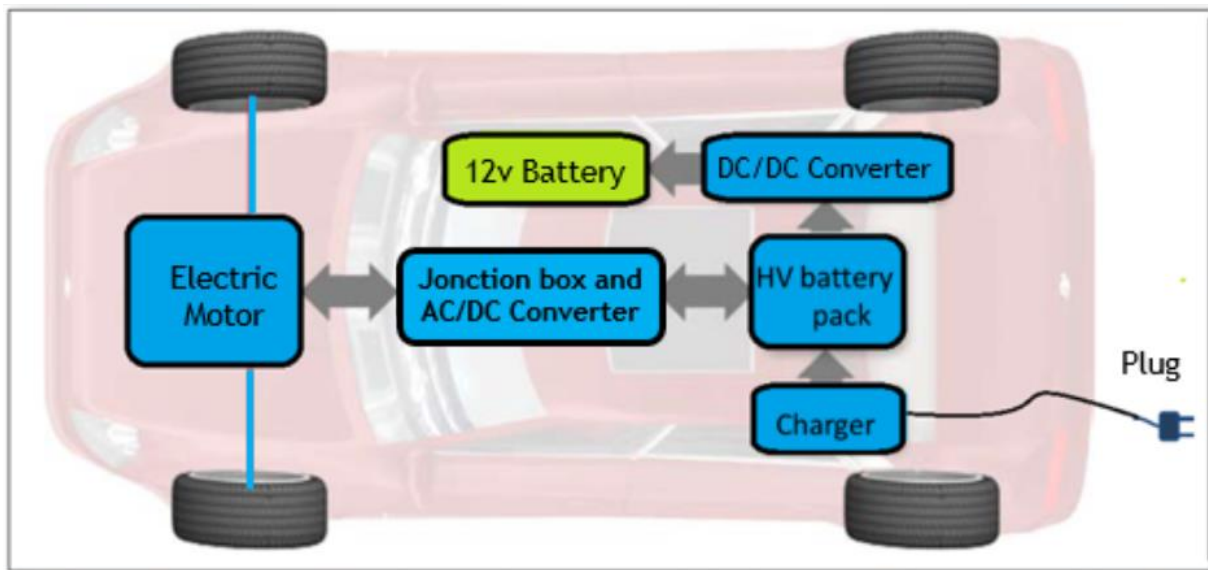 12v Battery
DC/DC Converter
Electric
Motor
Jonction box and
AC/DC Converter
HV battery
pack
Plug
Charger